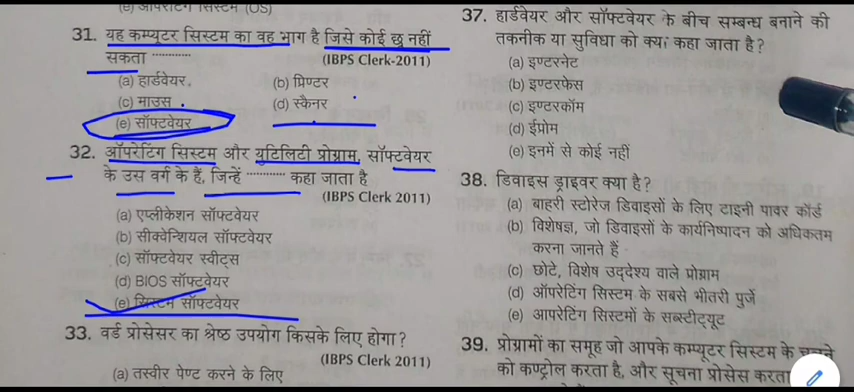 (e) ऑपरेटिंग सिस्टम (OS)
31. यह कम्प्यूटर सिस्टम का वह भाग है जिसे कोई छू नहीं
सकता ............ (IBPS Clerk-2011)
(a) हार्डवेयर (b) प्रिण्टर
(c) माउस (d) स्कैनर
(e) सॉफ्टवेयर
32. ऑपरेटिंग सिस्टम और यूटिलिटी प्रोग्राम, सॉफ्टवेयर
के उस वर्ग के हैं, जिन्हें ............ कहा जाता है
(IBPS Clerk 2011)
(a) एप्लीकेशन सॉफ्टवेयर
(b) सीक्वेन्शियल सॉफ्टवेयर
(c) सॉफ्टवेयर स्वीट्स
(d) BIOS सॉफ्टवेयर
(e) सिस्टम सॉफ्टवेयर
33. वर्ड प्रोसेसर का श्रेष्ठ उपयोग किसके लिए होगा?
(IBPS Clerk 2011)
(a) तस्वीर पेण्ट करने के लिए
37. हार्डवेयर और सॉफ्टवेयर के बीच सम्बन्ध बनाने की
तकनीक या सुविधा को क्या कहा जाता है?
(a) इण्टरनेट
(b) इण्टरफेस
(c) इण्टरकॉम
(d) ईप्रोम
(e) इनमें से कोई नहीं
38. डिवाइस ड्राइवर क्या है?
(a) बाहरी स्टोरेज डिवाइसों के लिए टाइनी पावर कॉर्ड
(b) विशेषज्ञ, जो डिवाइसों के कार्यनिष्पादन को अधिकतम
करना जानते हैं
(c) छोटे, विशेष उद्देश्य वाले प्रोग्राम
(d) ऑपरेटिंग सिस्टम के सबसे भीतरी पुर्जे
(e) आपरेटिंग सिस्टमों के सब्स्टीट्यूट
39. प्रोग्रामों का समूह जो आपके कम्प्यूटर सिस्टम के
को कण्ट्रोल करता है, और सूचना प्रोसेस करता